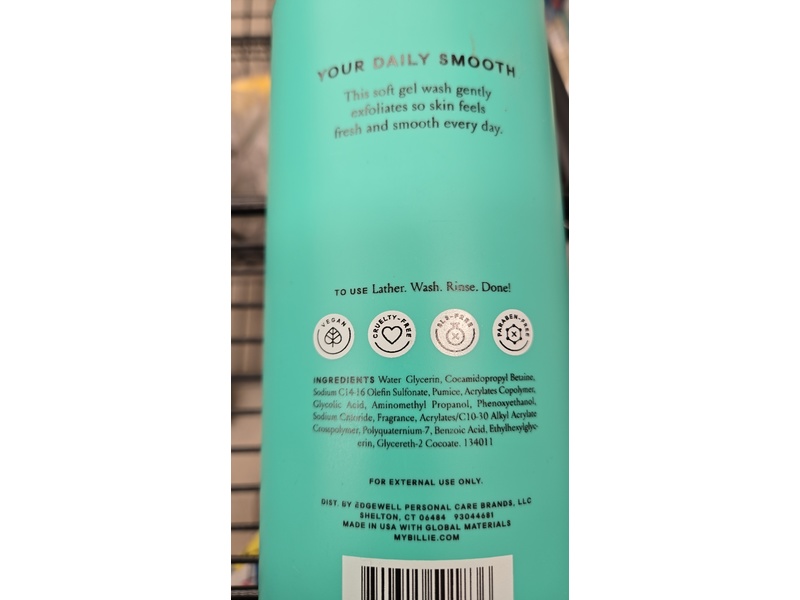 YOUR DAILY SMOOTH
This soft gel wash gently
exfoliates so skin feels
fresh and smooth every day.
TO USE Lather. Wash. Rinse. Done!
VEGAN
CRUELTY-FREE
SLS-FREE
PARABEN-FREE
INGREDIENTS Water Glycerin, Cocamidopropyl Betaine,
Sodium C14-16 Olefin Sulfonate, Pumice, Acrylates Copolymer,
Glycolic Acid, Aminomethyl Propanol, Phenoxyethanol,
Sodium Chloride, Fragrance, Acrylates/C10-30 Alkyl Acrylate
Crosspolymer, Polyquaternium-7, Benzoic Acid, Ethylhexylglyc-
erin, Glycereth-2 Cocoate. 134011
FOR EXTERNAL USE ONLY.
DIST. BY EDGEWELL PERSONAL CARE BRANDS, LLC
SHELTON, CT 06484 93044681
MADE IN USA WITH GLOBAL MATERIALS
MYBILLIE.COM